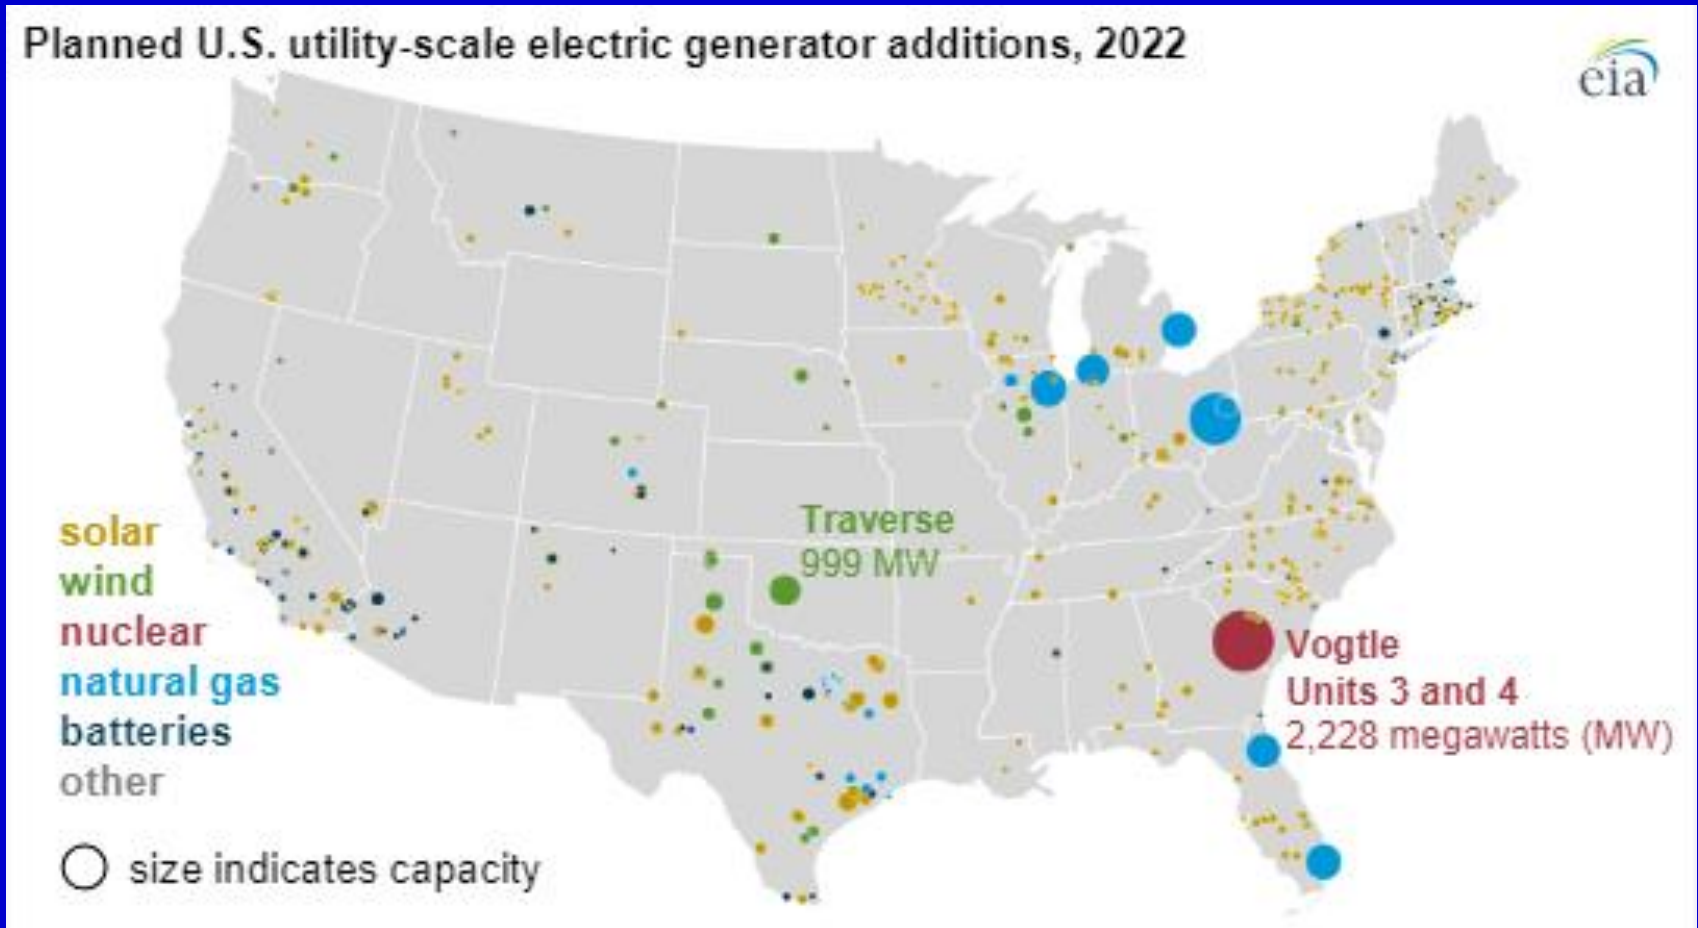 Planned U.S. utility-scale electric generator additions, 2022
eia
Traverse
999 MW
solar
wind
nuclear
natural gas
batteries
other
Vogtle
Units 3 and 4
2,228 megawatts (MW)
size indicates capacity